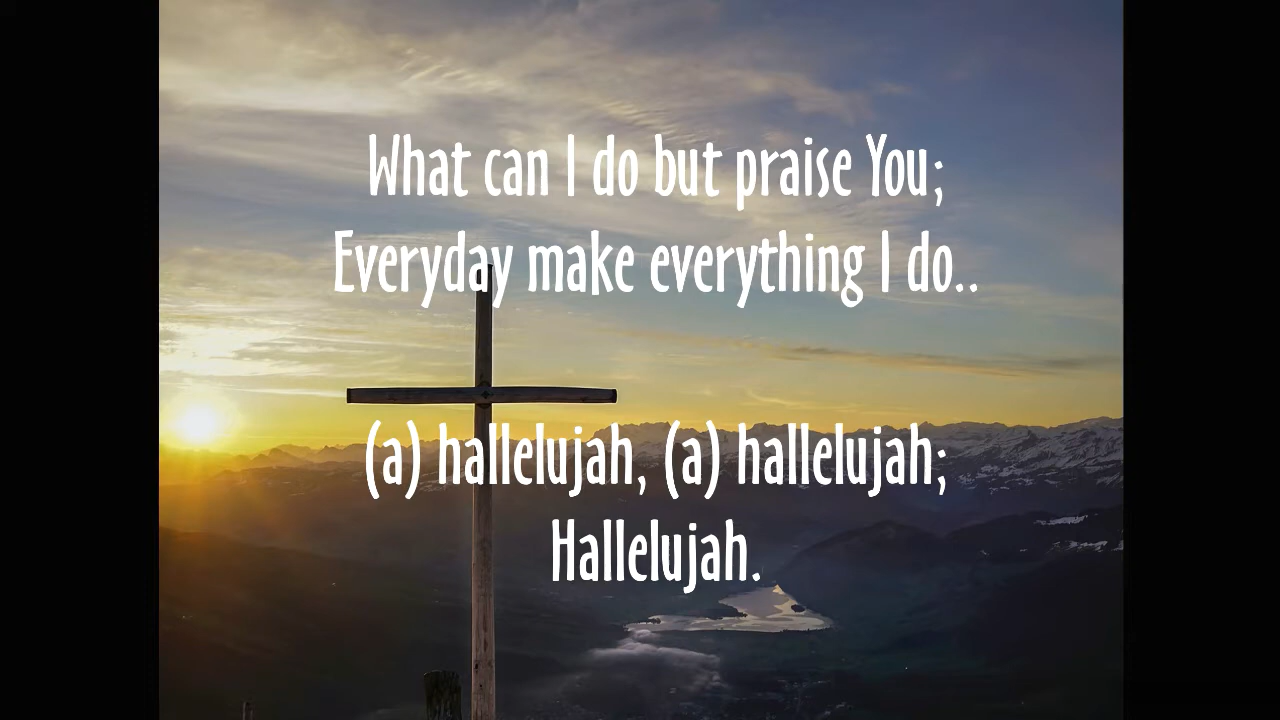 What can I do but praise You;
Everyday make everything I do..
(a) hallelujah, (a) hallelujah;
Hallelujah.